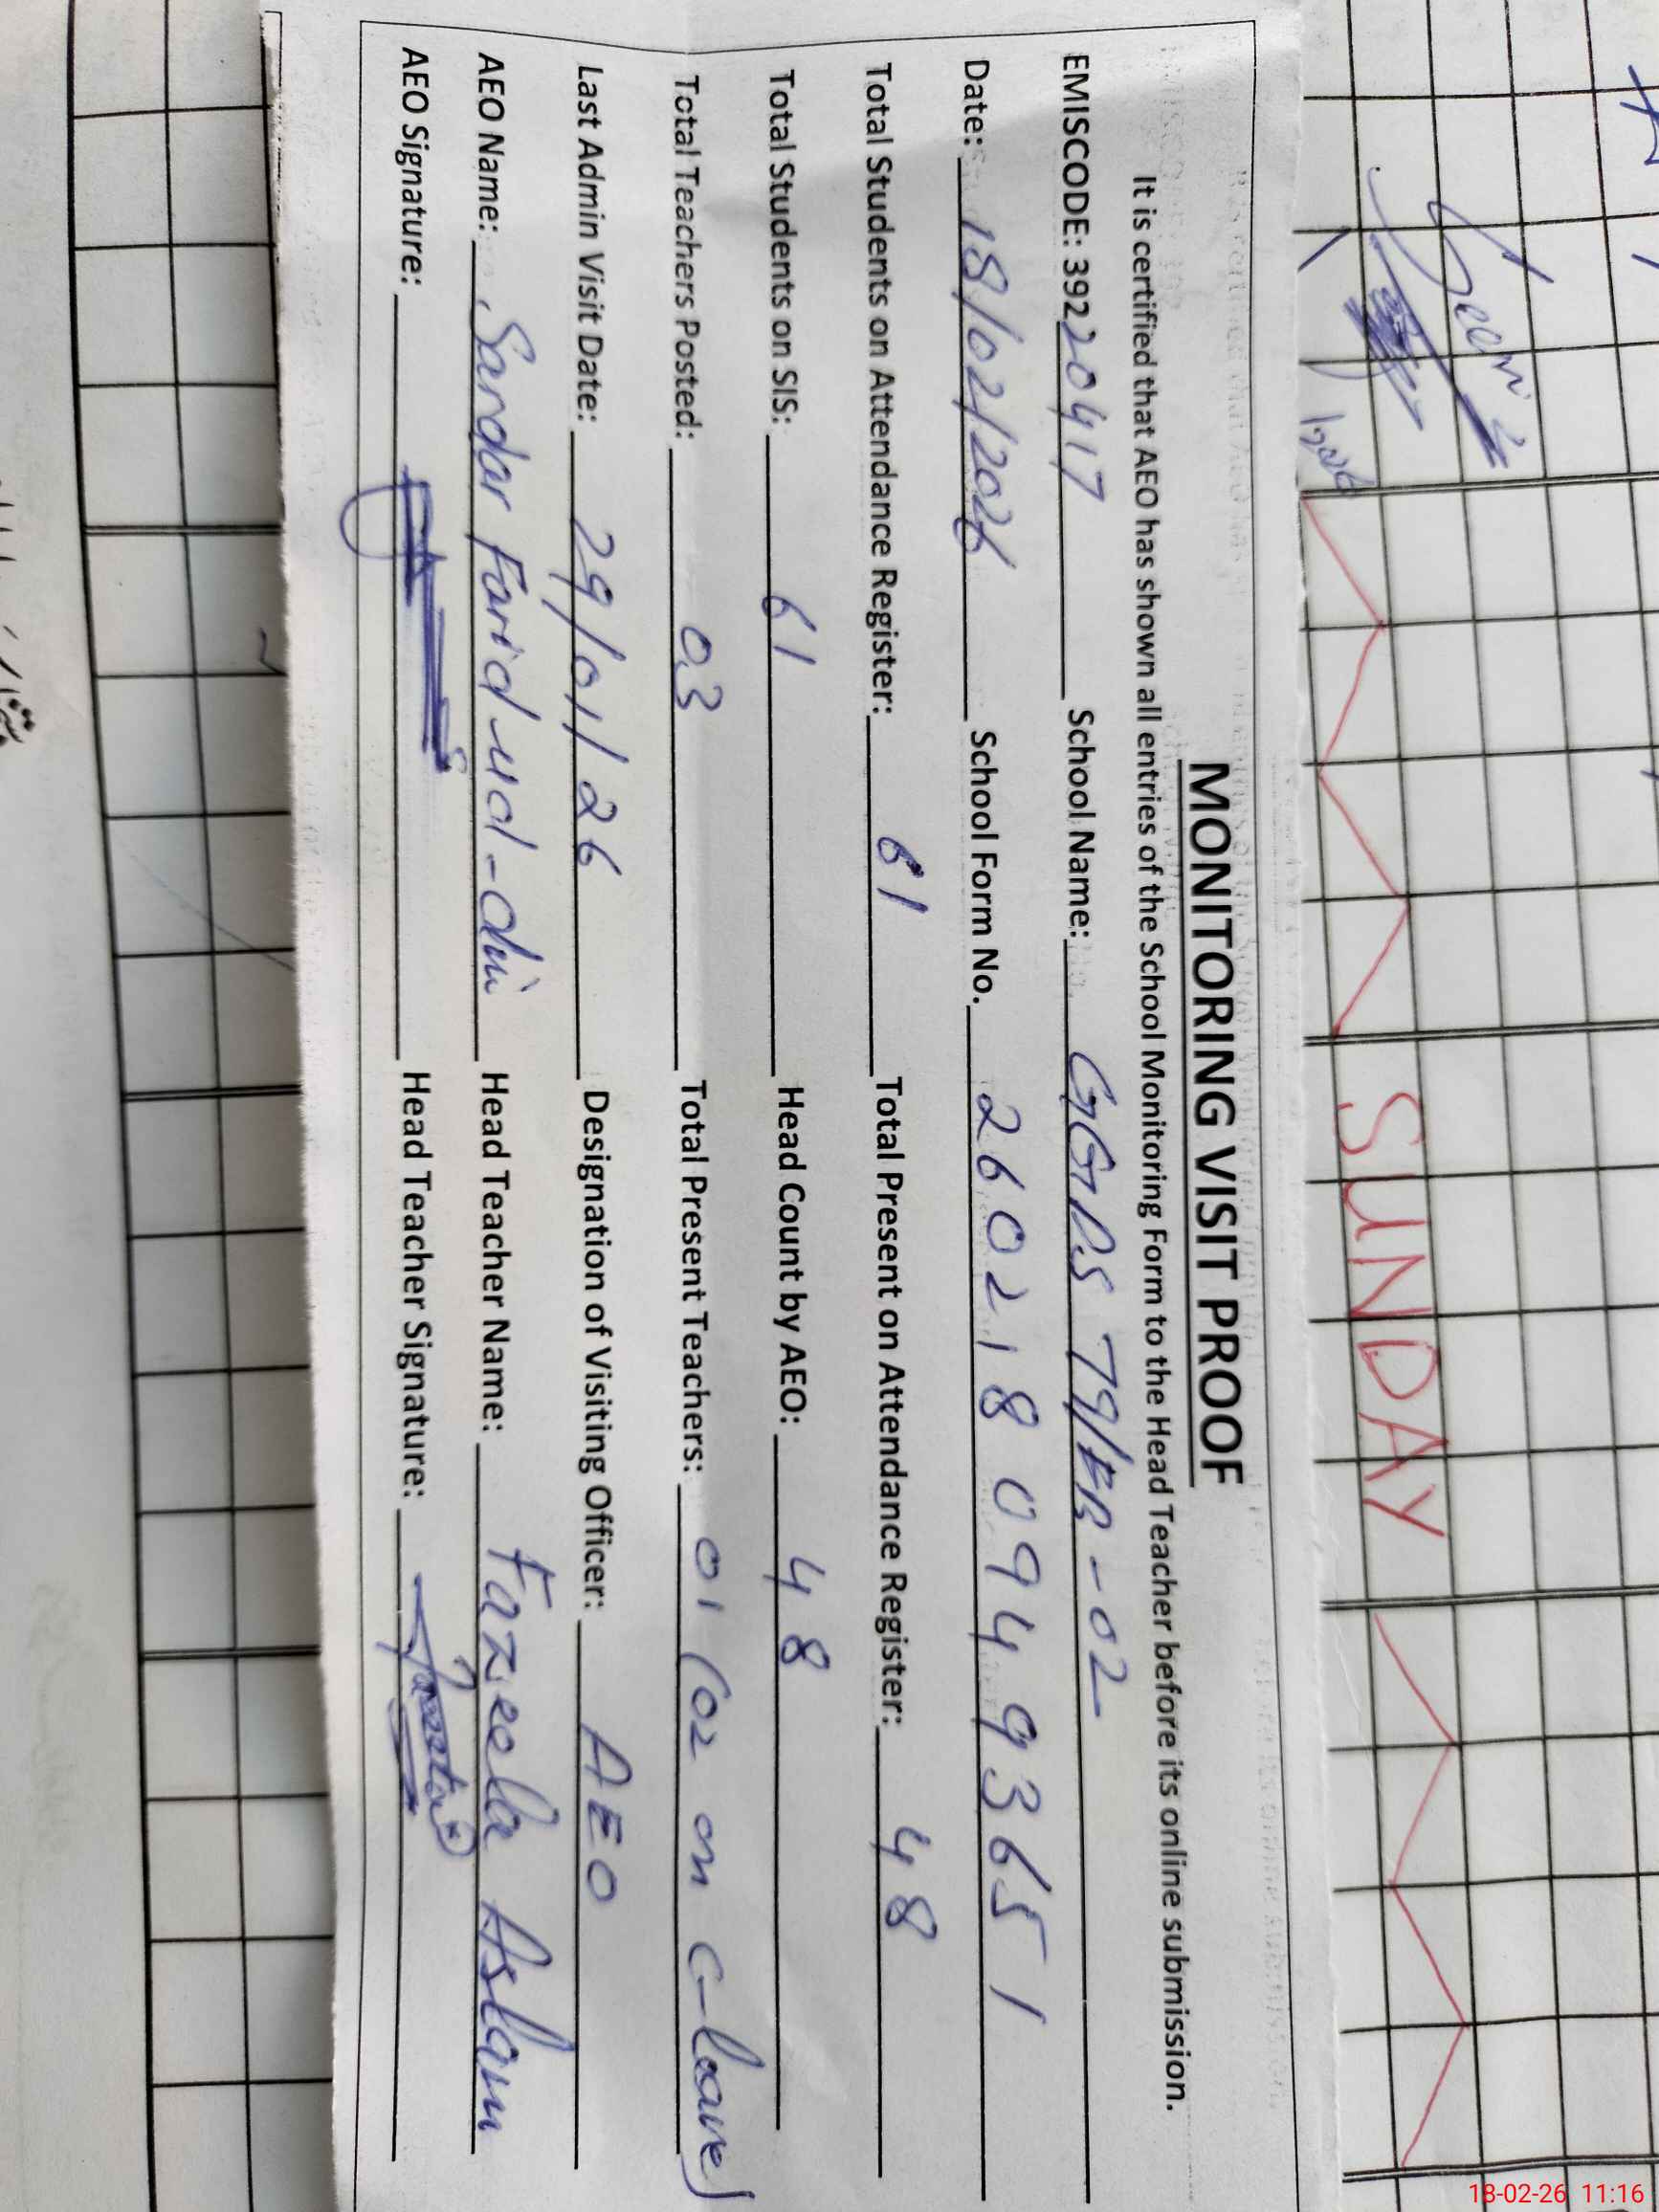 MONITORING VISIT PROOF
It is certified that AEO has shown all entries of the School Monitoring Form to the Head Teacher before its online submission.
EMISCODE: 39220417 School Name: GGPS 79/ER-02
Date: 18/02/2026 School Form No. 260218094 93651
Total Students on Attendance Register: 61 Total Present on Attendance Register: 48
Total Students on SIS: 61 Head Count by AEO: 48
Total Teachers Posted: 03 Total Present Teachers: 01 (02 on C-leave)
Last Admin Visit Date: 29/01/26 Designation of Visiting Officer: AEO
AEO Name: Sardar Farid-ud-din Head Teacher Name: Fazeela Aslam
AEO Signature: Head Teacher Signature:
SUNDAY
18-02-26 11:16